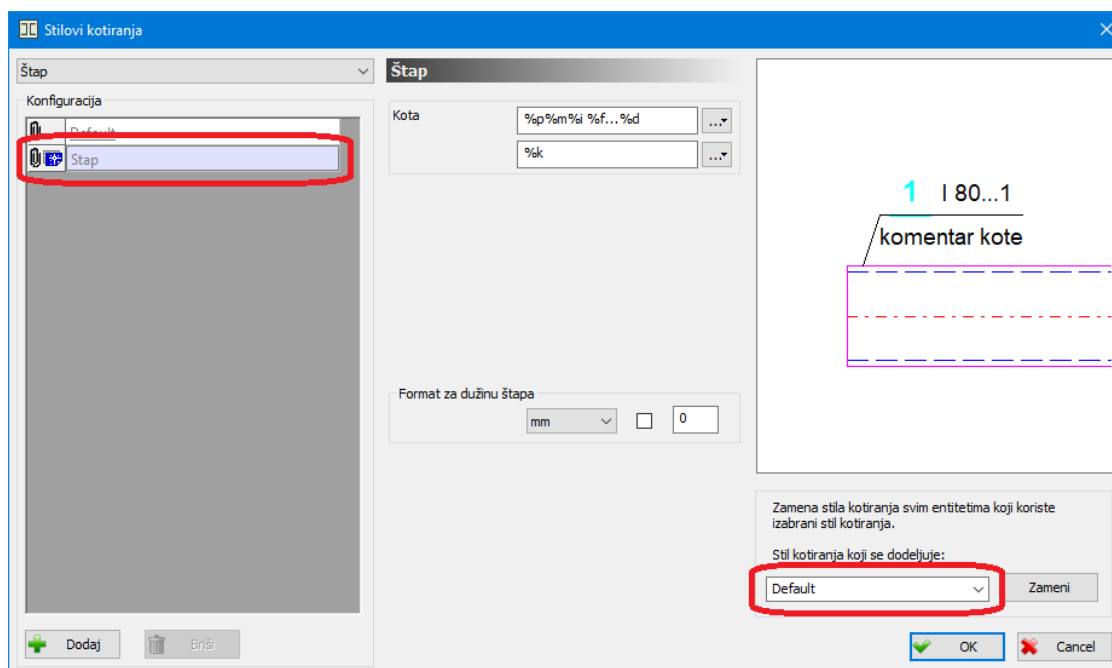 Stilovi kotiranja
Štap
Konfiguracija
Default
Stap
Dodaj
Briši
Štap
Kota
%p%m%i %f...%d
...
%k
...
Format za dužinu štapa
mm
0
1 I 80...1
komentar kote
Zamena stila kotiranja svim entitetima koji koriste
izabrani stil kotiranja.
Stil kotiranja koji se dodeljuje:
Default
Zameni
OK
Cancel